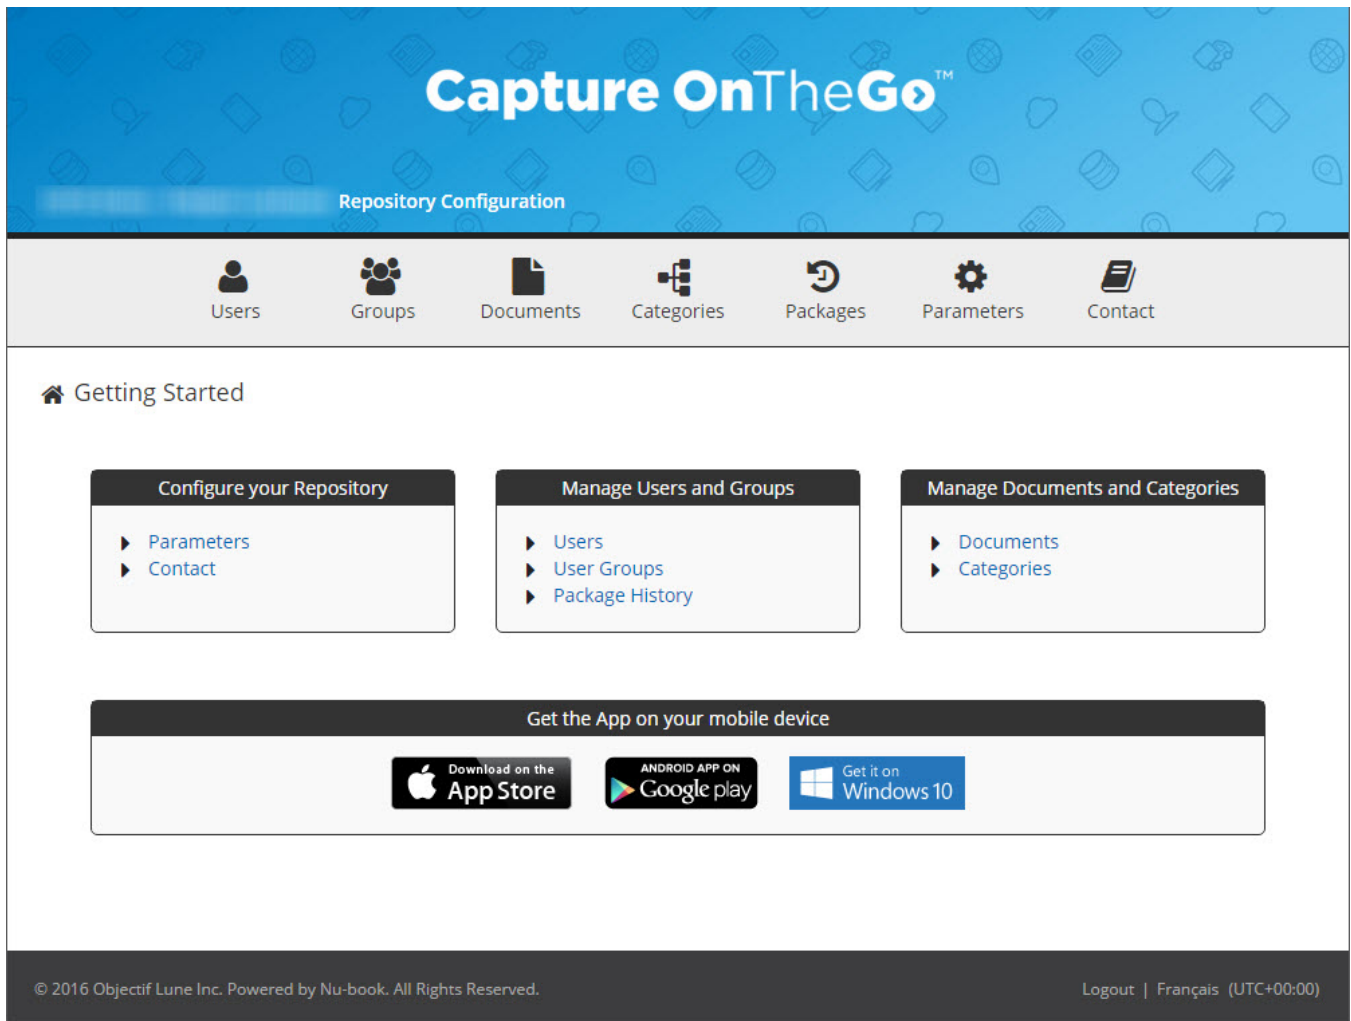 Capture OnTheGo™
Repository Configuration
Users Groups Documents Categories Packages Parameters Contact
Getting Started
Configure your Repository
Parameters
Contact
Manage Users and Groups
Users
User Groups
Package History
Manage Documents and Categories
Documents
Categories
Get the App on your mobile device
Download on the
App Store
ANDROID APP ON
Google play
Get it on
Windows 10
© 2016 Objectif Lune Inc. Powered by Nu-book. All Rights Reserved.
Logout | Français (UTC+00:00)